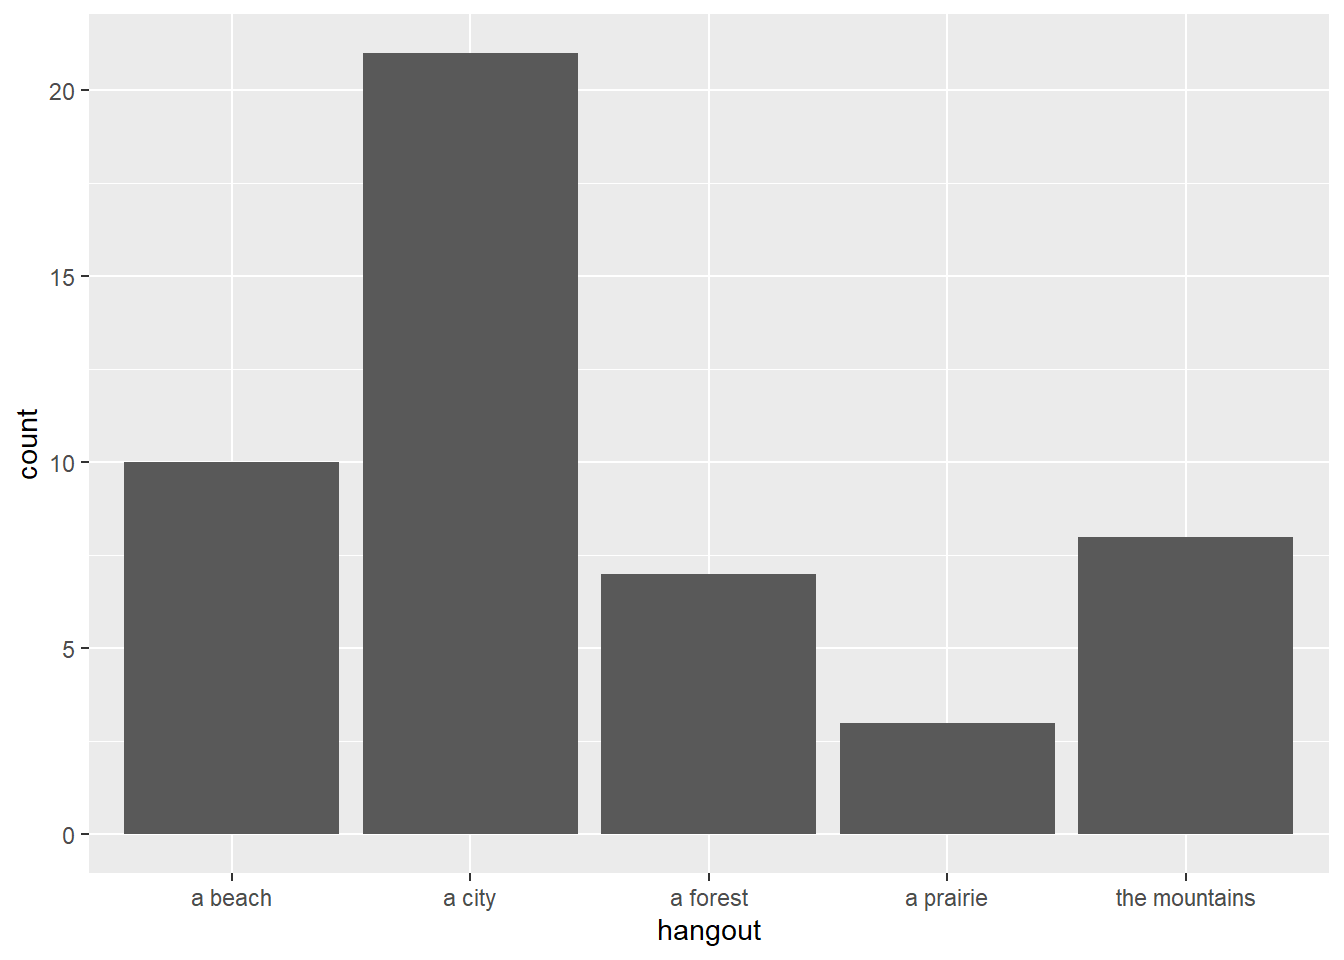 20
15
10
5
0
count
a beach
a city
a forest
a prairie
the mountains
hangout